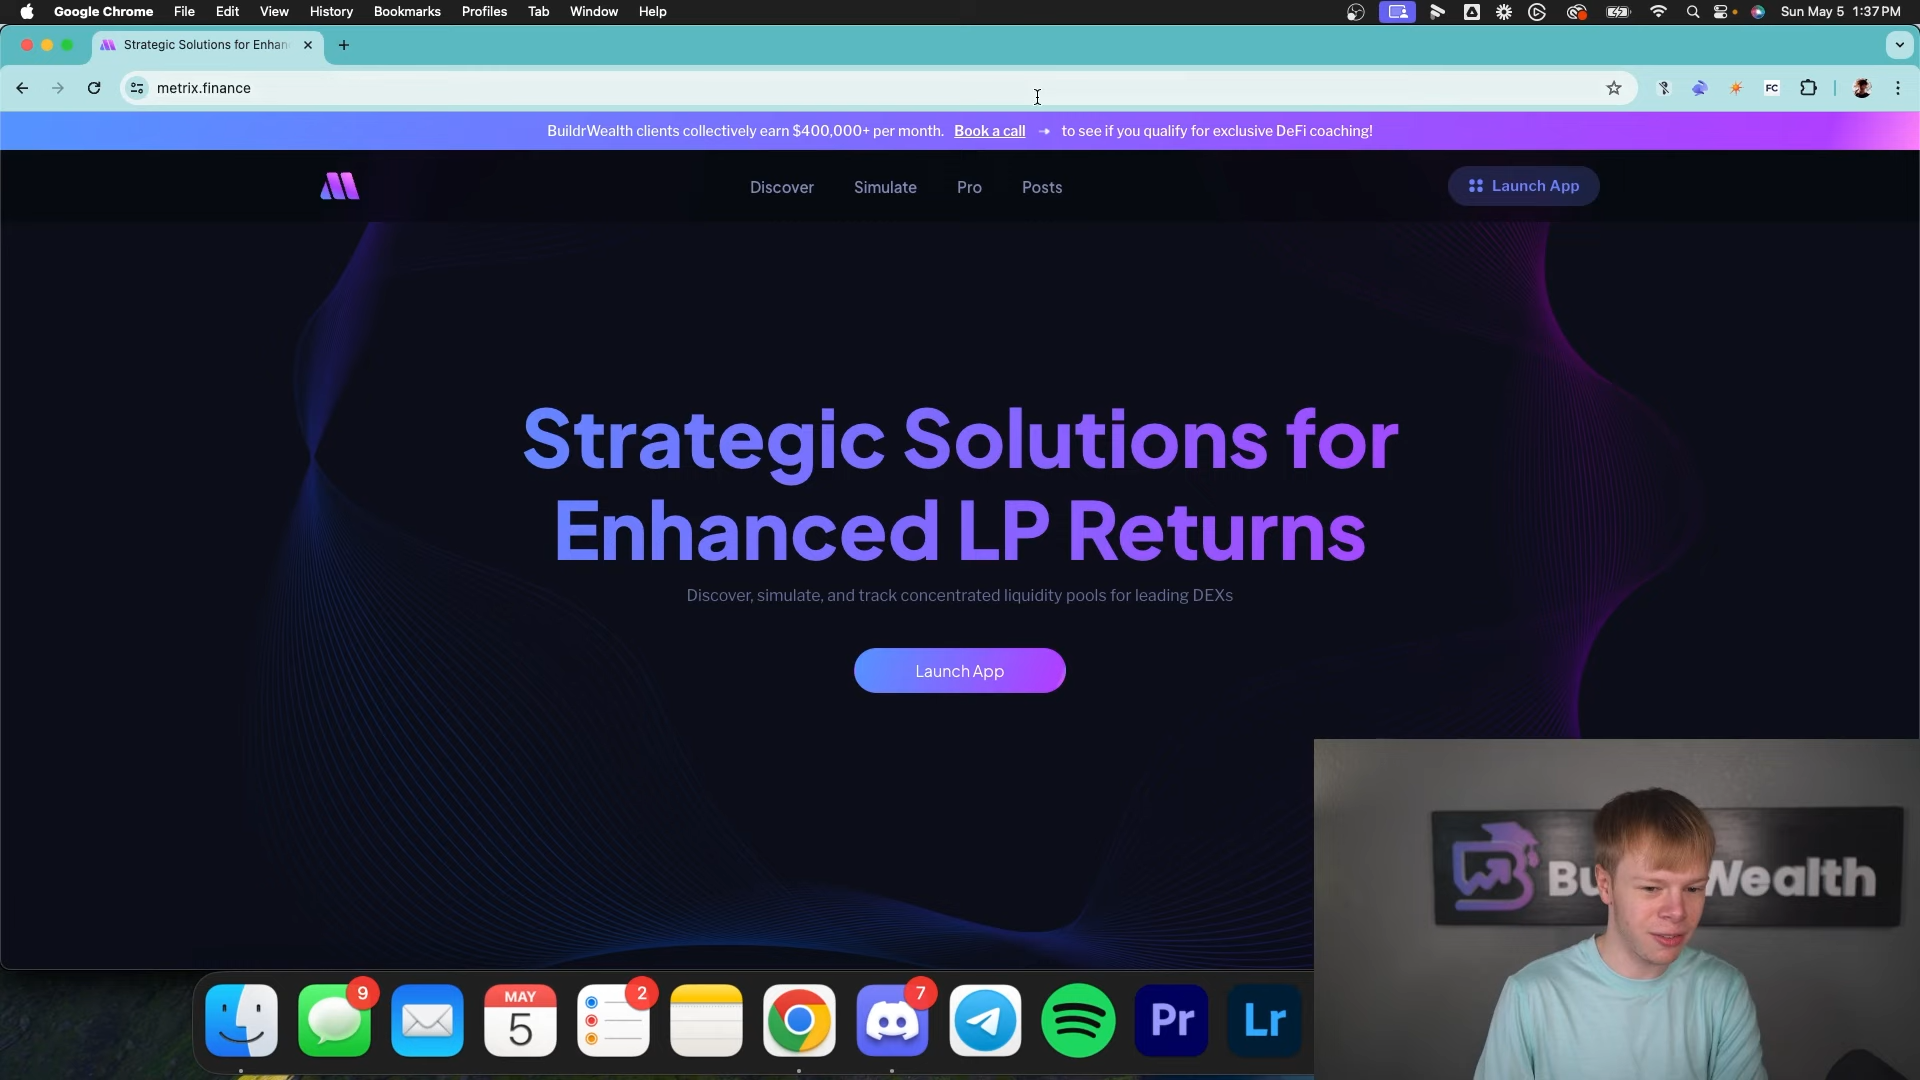 Google Chrome File Edit View History Bookmarks Profiles Tab Window Help Sun May 5 1:37 PM
Strategic Solutions for Enhan
metrix.finance
FC
BuildrWealth clients collectively earn $400,000+ per month. Book a call → to see if you qualify for exclusive DeFi coaching!
Discover Simulate Pro Posts Launch App
Strategic Solutions for
Enhanced LP Returns
Discover, simulate, and track concentrated liquidity pools for leading DEXs
Launch App
Bu Wealth
9 MAY 2 7
5 Pr Lr